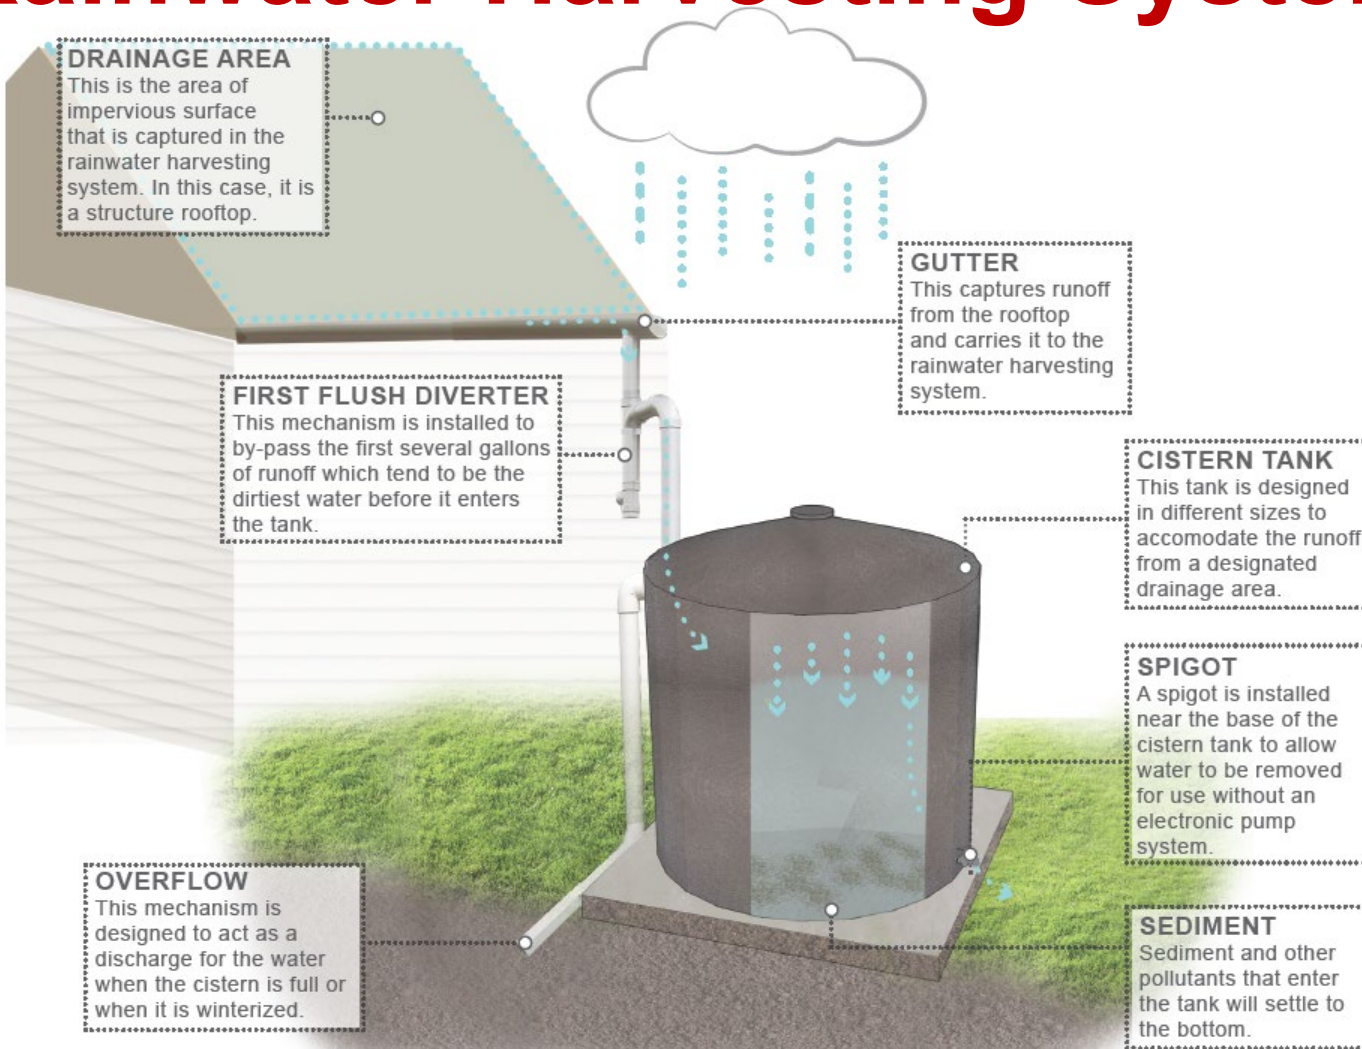 Rainwater Harvesting System
DRAINAGE AREA
This is the area of
impervious surface
that is captured in the
rainwater harvesting
system. In this case, it is
a structure rooftop.
GUTTER
This captures runoff
from the rooftop
and carries it to the
rainwater harvesting
system.
FIRST FLUSH DIVERTER
This mechanism is installed to
by-pass the first several gallons
of runoff which tend to be the
dirtiest water before it enters
the tank.
CISTERN TANK
This tank is designed
in different sizes to
accomodate the runoff
from a designated
drainage area.
SPIGOT
A spigot is installed
near the base of the
cistern tank to allow
water to be removed
for use without an
electronic pump
system.
OVERFLOW
This mechanism is
designed to act as a
discharge for the water
when the cistern is full or
when it is winterized.
SEDIMENT
Sediment and other
pollutants that enter
the tank will settle to
the bottom.